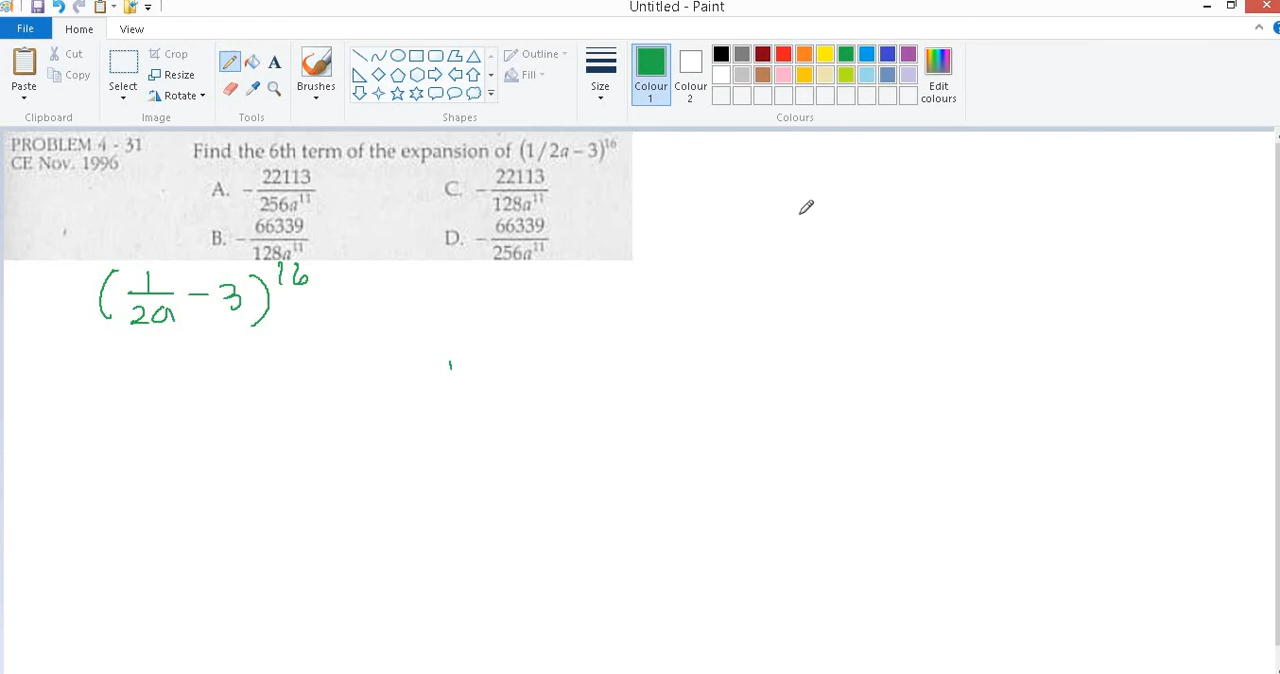 Untitled - Paint
File Home View
Paste Cut Copy Select Crop Resize Rotate A Brushes Outline Fill Size Colour 1 Colour 2 Edit colours
Clipboard Image Tools Shapes Colours
PROBLEM 4 - 31
CE Nov. 1996
Find the 6th term of the expansion of (1/2a – 3)¹⁶
A. - 22113 / 256a¹¹
C. - 22113 / 128a¹¹
B. - 66339 / 128a¹¹
D. - 66339 / 256a¹¹
(1/2a - 3)¹⁶